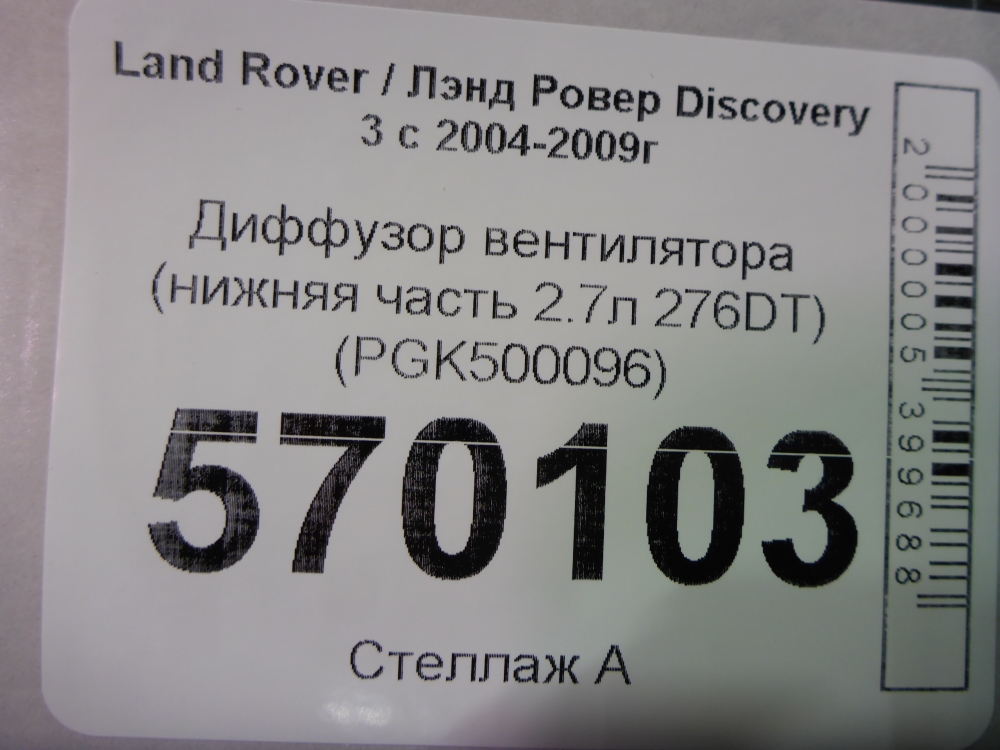 Land Rover / Лэнд Ровер Discovery
3 с 2004-2009г
Диффузор вентилятора
(нижняя часть 2.7л 276DT)
(PGK500096)
570103
Стеллаж А
2000005399688